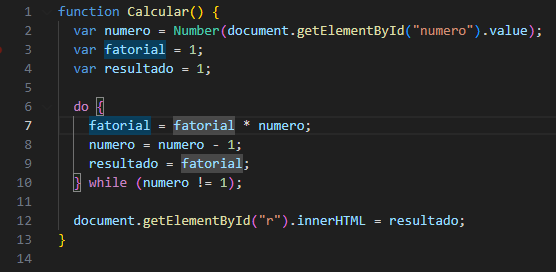 1 function Calcular() {
2 var numero = Number(document.getElementById("numero").value);
3 var fatorial = 1;
4 var resultado = 1;
5
6 do {
7 fatorial = fatorial * numero;
8 numero = numero - 1;
9 resultado = fatorial;
10 } while (numero != 1);
11
12 document.getElementById("r").innerHTML = resultado;
13 }
14